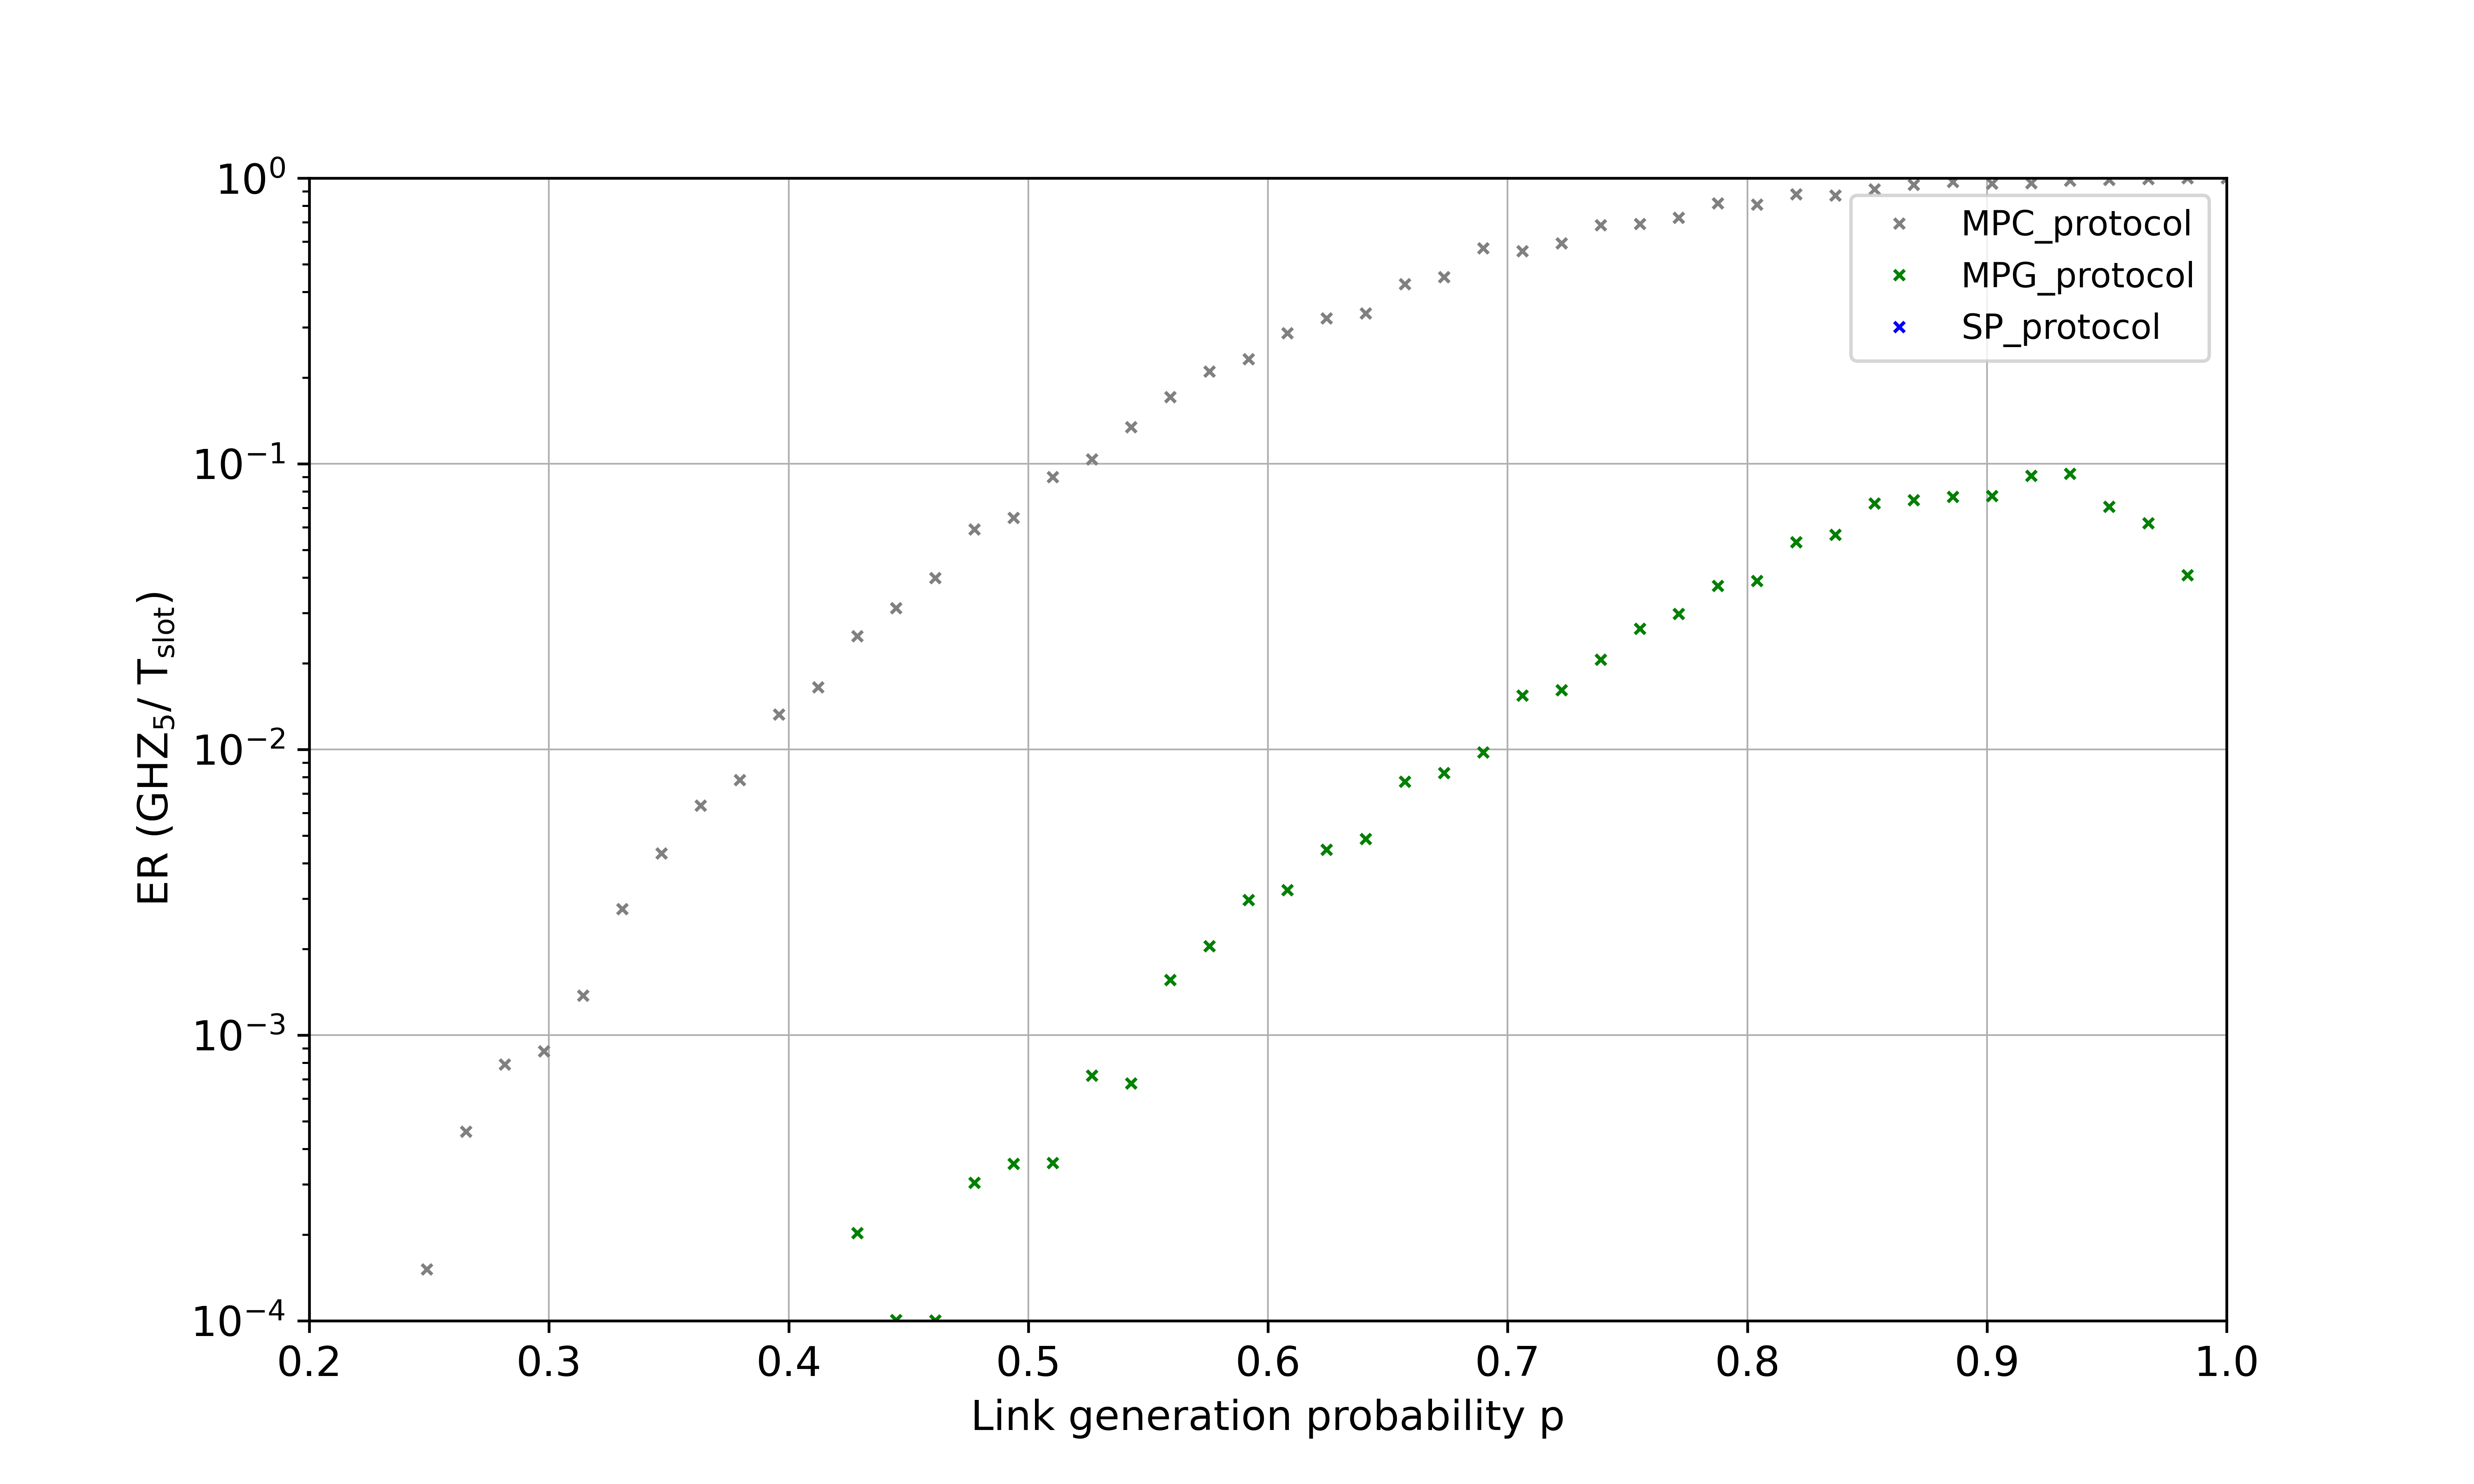 10⁰
10⁻¹
10⁻²
10⁻³
10⁻⁴
ER (GHZ₅/ Tₛₗₒₜ)
MPC_protocol
MPG_protocol
SP_protocol
0.2 0.3 0.4 0.5 0.6 0.7 0.8 0.9 1.0
Link generation probability p